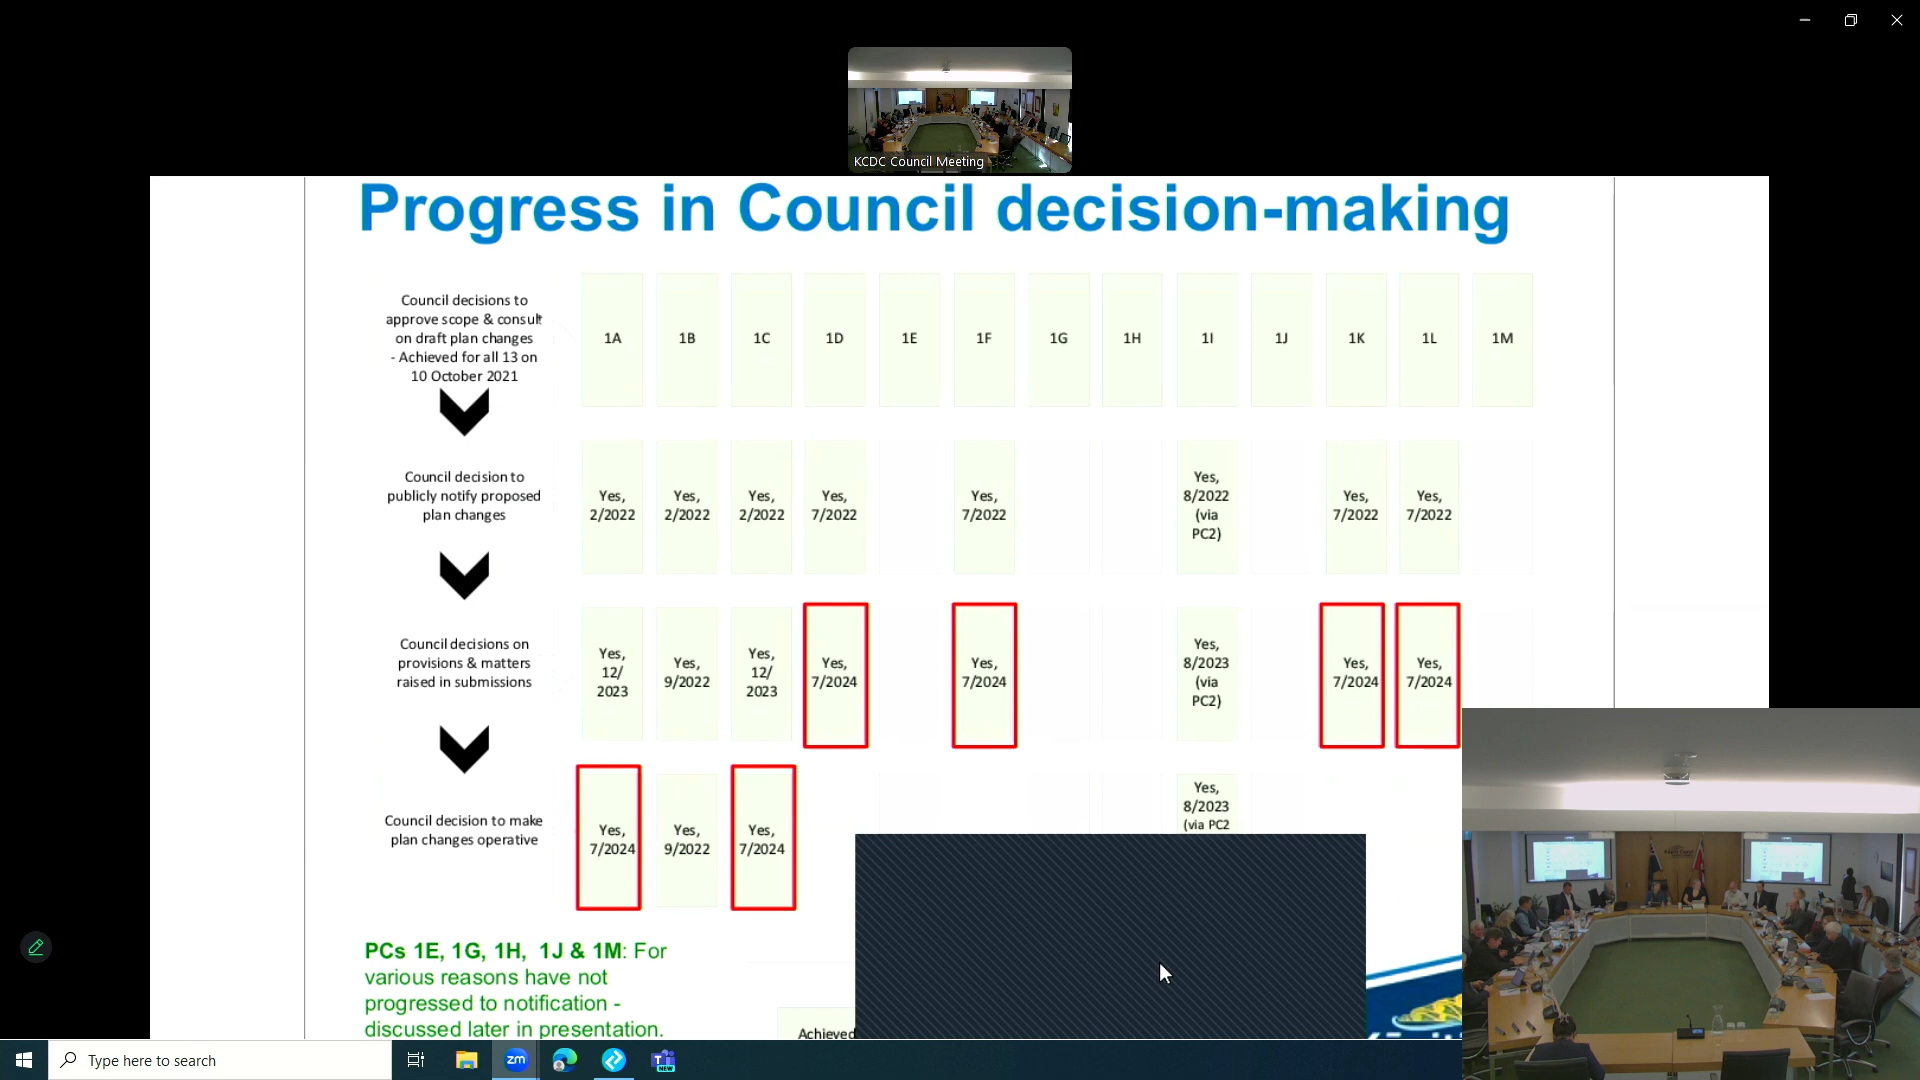 KCDC Council Meeting
Progress in Council decision-making
Council decisions to
approve scope & consult
on draft plan changes
- Achieved for all 13 on
10 October 2021
1A 1B 1C 1D 1E 1F 1G 1H 1I 1J 1K 1L 1M
Council decision to
publicly notify proposed
plan changes
Yes,
2/2022
Yes,
2/2022
Yes,
2/2022
Yes,
7/2022
Yes,
7/2022
Yes,
8/2022
(via
PC2)
Yes,
7/2022
Yes,
7/2022
Council decisions on
provisions & matters
raised in submissions
Yes,
12/
2023
Yes,
9/2022
Yes,
12/
2023
Yes,
7/2024
Yes,
7/2024
Yes,
8/2023
(via
PC2)
Yes,
7/2024
Yes,
7/2024
Council decision to make
plan changes operative
Yes,
7/2024
Yes,
9/2022
Yes,
7/2024
Yes,
8/2023
(via PC2
PCs 1E, 1G, 1H, 1J & 1M: For
various reasons have not
progressed to notification -
discussed later in presentation.
Achieved
Type here to search
zm
T
NEW